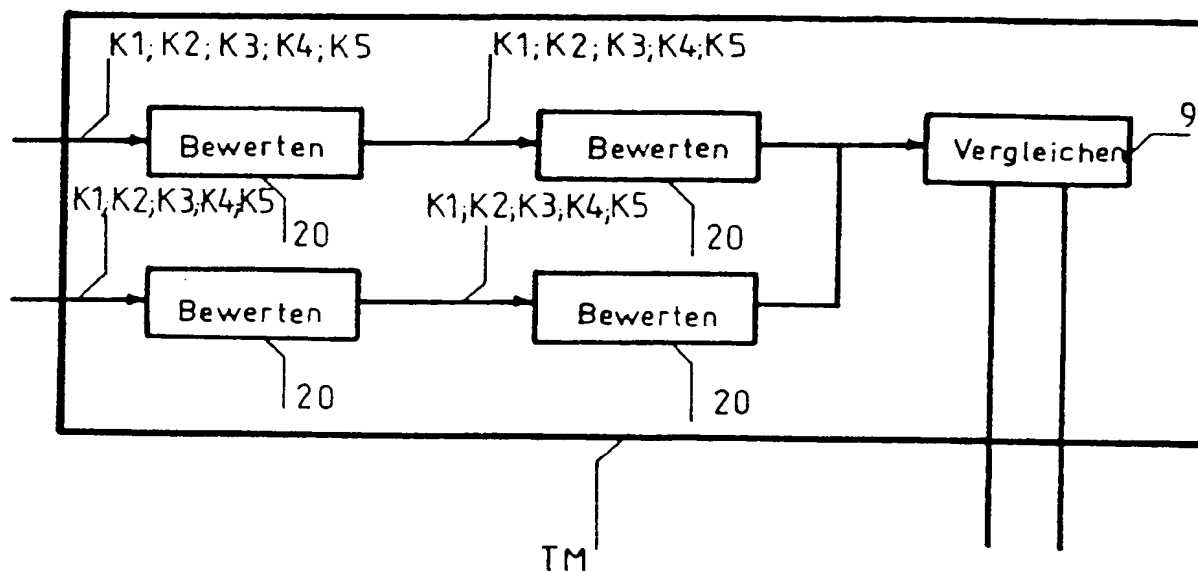 K1; K2; K3; K4; K5
K1; K2; K3; K4; K5
9
Bewerten
Bewerten
Vergleichen
K1; K2; K3; K4; K5
K1; K2; K3; K4; K5
20
20
Bewerten
Bewerten
20
20
TM